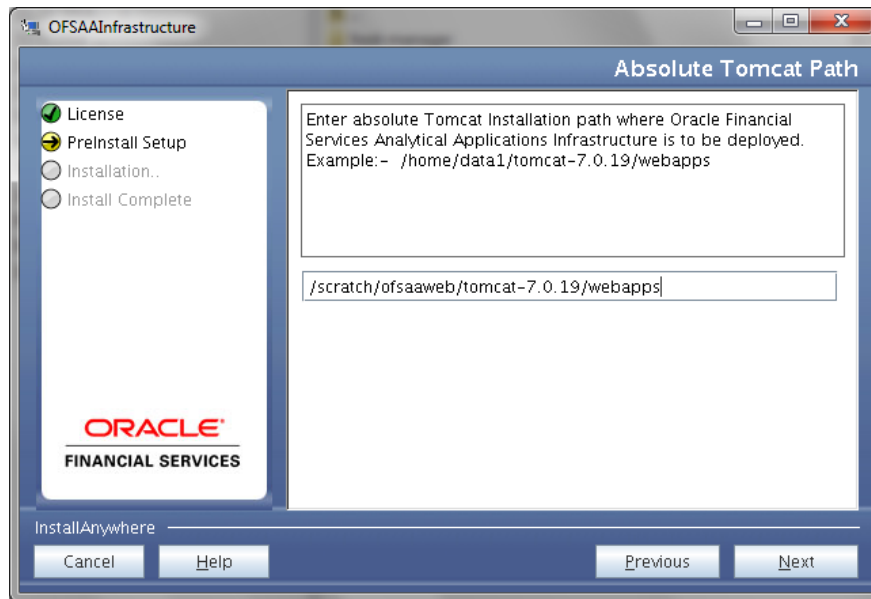 OFSAAInfrastructure
Absolute Tomcat Path
License
PreInstall Setup
Installation..
Install Complete
Enter absolute Tomcat Installation path where Oracle Financial
Services Analytical Applications Infrastructure is to be deployed.
Example:- /home/data1/tomcat-7.0.19/webapps
/scratch/ofsaaweb/tomcat-7.0.19/webapps
ORACLE
FINANCIAL SERVICES
InstallAnywhere
Cancel Help Previous Next